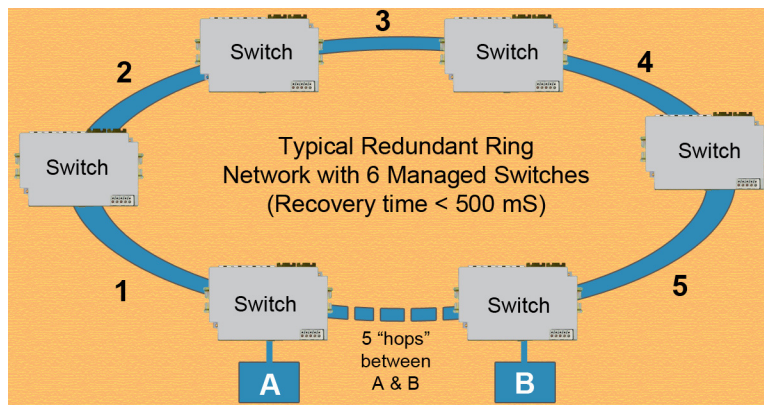 3
Switch
Switch
2
4
Switch
Switch
Typical Redundant Ring
Network with 6 Managed Switches
(Recovery time < 500 mS)
1
5
Switch
Switch
5 “hops”
between
A & B
A
B